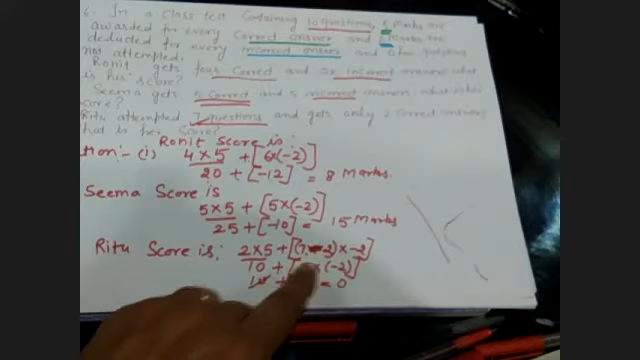 6. In a Class test Containing 10 questions, 5 Marks are
awarded for every Correct answer and 2 Marks are
deducted for every incorrect answer and 0 for question
not attempted.
Rohit gets four Correct and six incorrect answers what
is his score?
Seema gets 5 Correct and 5 incorrect answers, what is her
score?
Ritu attempted 7 questions and gets only 2 Correct answers
what is her Score?
Rohit Score is:
tion:- (i) 4×5 + [6×(-2)]
20 + [-12] = 8 Marks.
Seema Score is
5×5 + [5×(-2)]
25 + [-10] = 15 Marks
Ritu Score is: 2×5 + [(7-2)×-2]
10 + [ ×(-2)]
10 + = 0